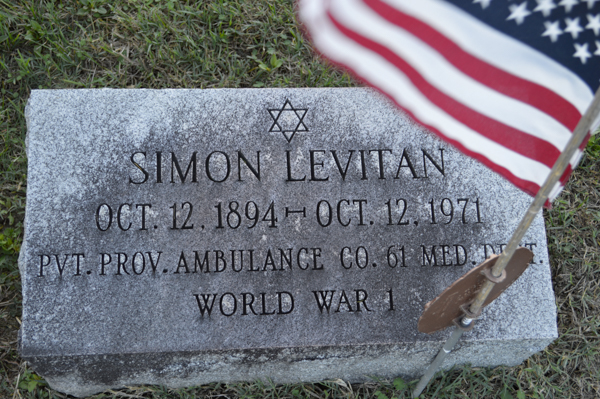 SIMON LEVITAN
OCT. 12, 1894 – OCT. 12, 1971
PVT. PROV. AMBULANCE CO. 61 MED. DEPT.
WORLD WAR 1